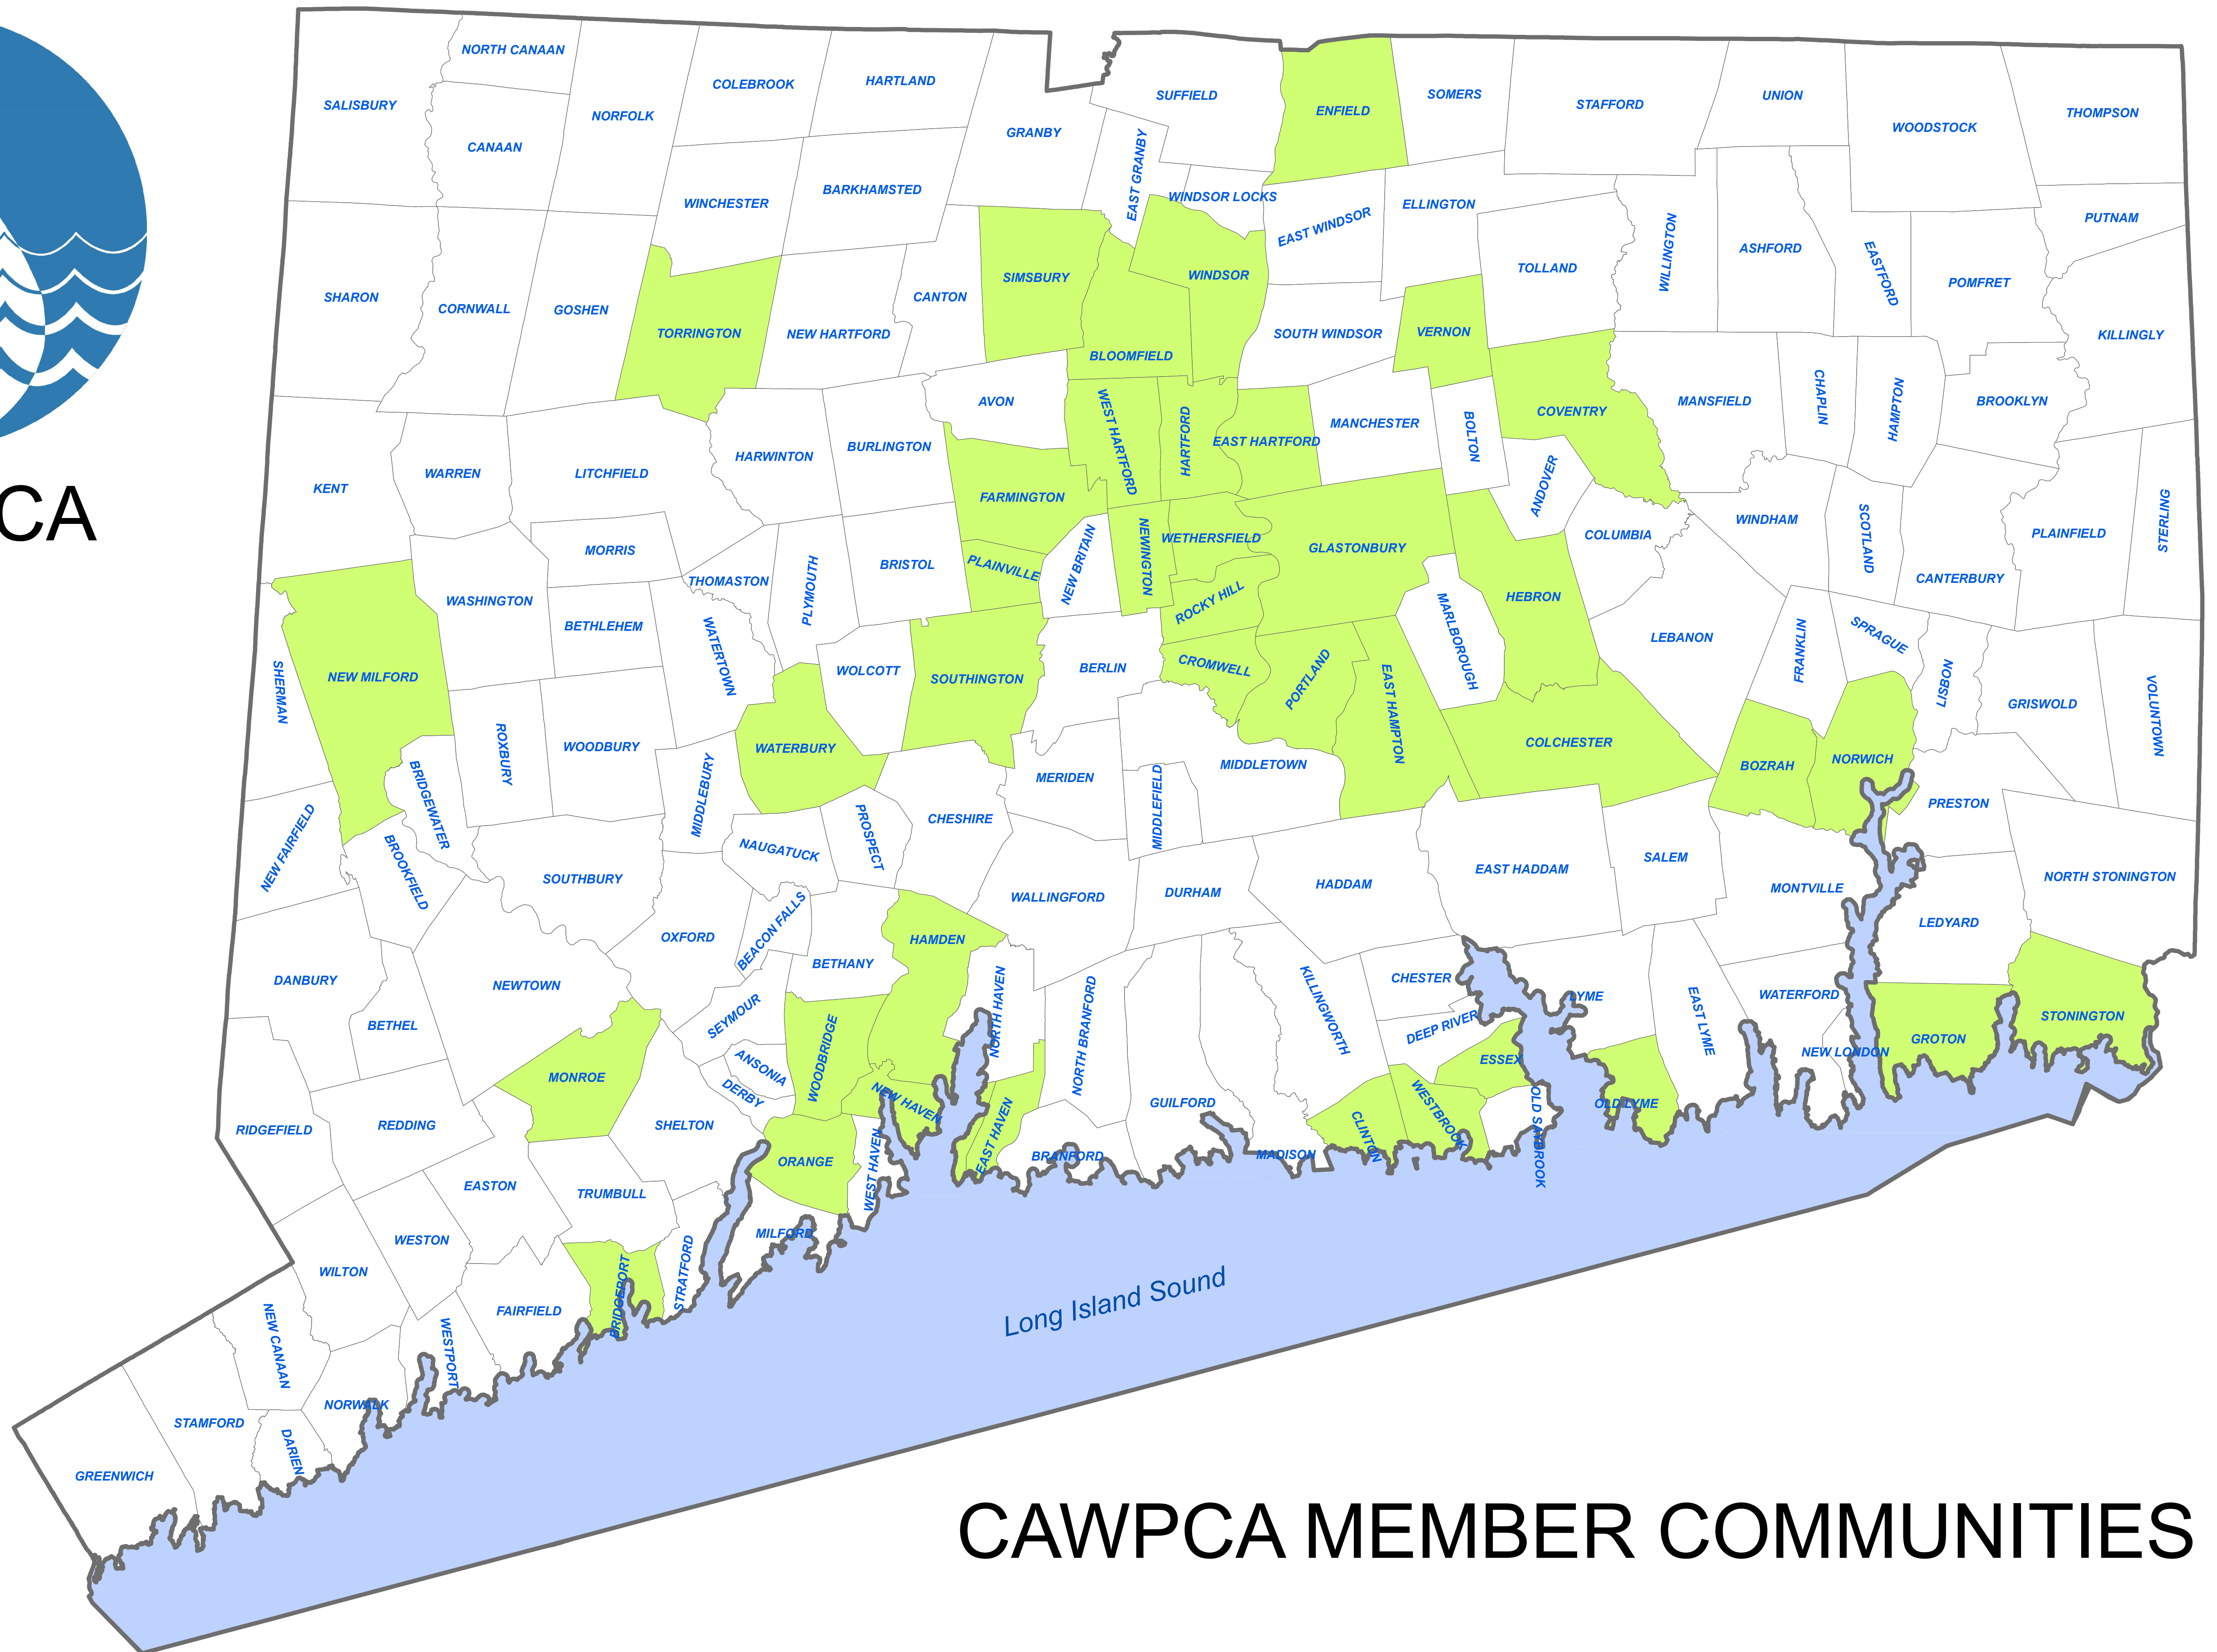 NORTH CANAAN
COLEBROOK
HARTLAND
SALISBURY
NORFOLK
CANAAN
GRANBY
SUFFIELD
ENFIELD
SOMERS
STAFFORD
UNION
WOODSTOCK
THOMPSON
EAST GRANBY
WINDSOR LOCKS
WINCHESTER
BARKHAMSTED
EAST WINDSOR
ELLINGTON
WILLINGTON
ASHFORD
EASTFORD
PUTNAM
POMFRET
TOLLAND
SHARON
CORNWALL
GOSHEN
TORRINGTON
NEW HARTFORD
CANTON
SIMSBURY
WINDSOR
BLOOMFIELD
SOUTH WINDSOR
VERNON
KILLINGLY
AVON
WEST HARTFORD
HARTFORD
EAST HARTFORD
MANCHESTER
BOLTON
COVENTRY
MANSFIELD
CHAPLIN
HAMPTON
BROOKLYN
CA
KENT
WARREN
LITCHFIELD
HARWINTON
BURLINGTON
FARMINGTON
ANDOVER
COLUMBIA
WINDHAM
SCOTLAND
PLAINFIELD
STERLING
MORRIS
THOMASTON
PLYMOUTH
BRISTOL
PLAINVILLE
NEW BRITAIN
NEWINGTON
WETHERSFIELD
GLASTONBURY
ROCKY HILL
HEBRON
MARLBOROUGH
CANTERBURY
WASHINGTON
BETHLEHEM
WATERTOWN
WOLCOTT
SOUTHINGTON
BERLIN
CROMWELL
PORTLAND
EAST HAMPTON
LEBANON
FRANKLIN
SPRAGUE
LISBON
GRISWOLD
VOLUNTOWN
SHERMAN
NEW MILFORD
ROXBURY
WOODBURY
MIDDLEBURY
WATERBURY
COLCHESTER
BOZRAH
NORWICH
PRESTON
BRIDGEWATER
MERIDEN
MIDDLEFIELD
MIDDLETOWN
NEW FAIRFIELD
BROOKFIELD
SOUTHBURY
NAUGATUCK
PROSPECT
CHESHIRE
WALLINGFORD
DURHAM
HADDAM
EAST HADDAM
SALEM
MONTVILLE
NORTH STONINGTON
LEDYARD
OXFORD
BEACON FALLS
BETHANY
HAMDEN
DANBURY
NEWTOWN
BETHEL
SEYMOUR
NORTH HAVEN
NORTH BRANFORD
KILLINGWORTH
CHESTER
DEEP RIVER
LYME
EAST LYME
WATERFORD
NEW LONDON
GROTON
STONINGTON
MONROE
ANSONIA
DERBY
WOODBRIDGE
NEW HAVEN
EAST HAVEN
GUILFORD
ESSEX
WESTBROOK
CLINTON
OLD SAYBROOK
OLD LYME
RIDGEFIELD
REDDING
SHELTON
ORANGE
WEST HAVEN
BRANFORD
MADISON
EASTON
TRUMBULL
WESTON
MILFORD
WILTON
FAIRFIELD
BRIDGEPORT
STRATFORD
Long Island Sound
NEW CANAAN
WESTPORT
NORWALK
STAMFORD
DARIEN
GREENWICH
CAWPCA MEMBER COMMUNITIES